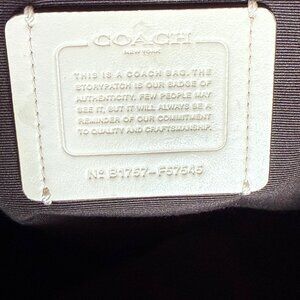 COACH
NEW YORK
THIS IS A COACH BAG. THE
STORYPATCH IS OUR BADGE OF
AUTHENTICITY. FEW PEOPLE MAY
SEE IT, BUT IT WILL ALWAYS BE A
REMINDER OF OUR COMMITMENT
TO QUALITY AND CRAFTSMANSHIP.
Nº B1757-F57545